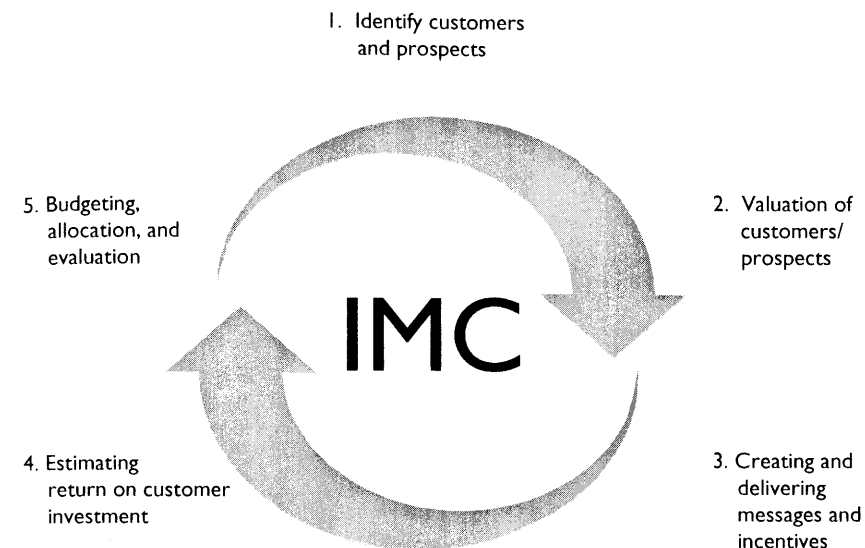 1. Identify customers
and prospects
2. Valuation of
customers/
prospects
3. Creating and
delivering
messages and
incentives
4. Estimating
return on customer
investment
5. Budgeting,
allocation, and
evaluation
IMC